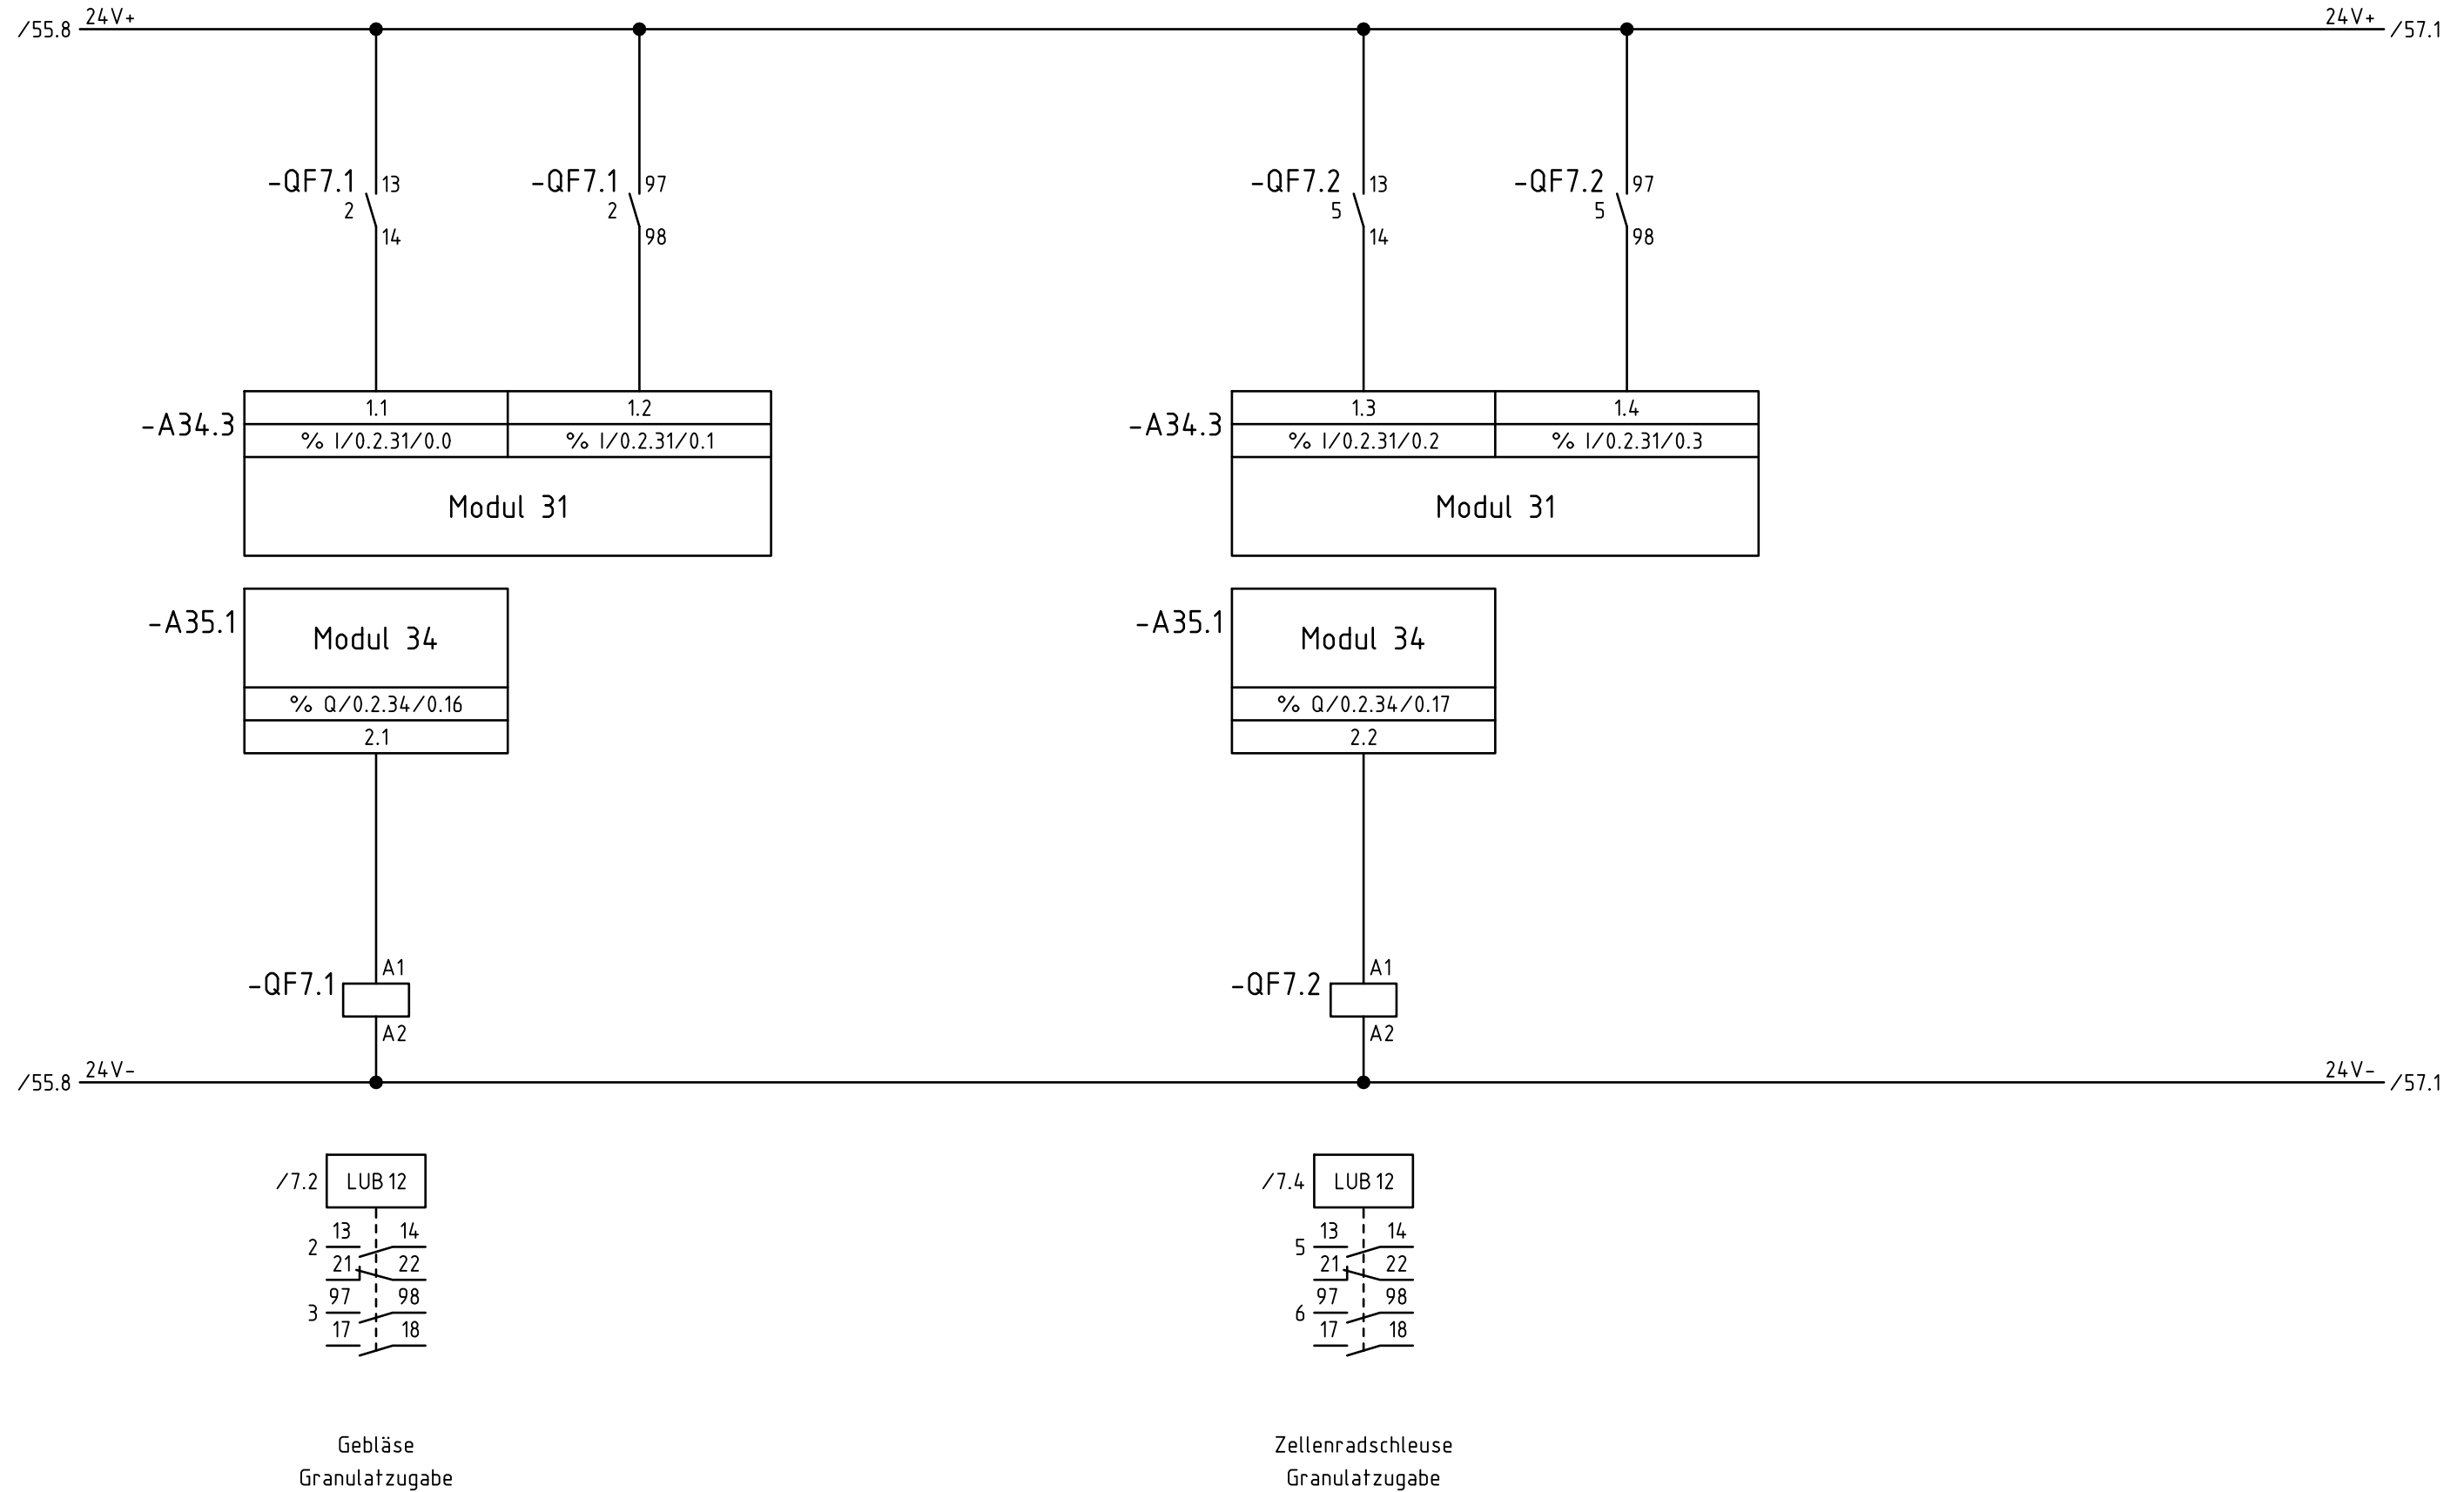 24V+
24V+
/55.8
/57.1
-QF7.1 13
2
14
-QF7.1 97
2
98
-QF7.2 13
5
14
-QF7.2 97
5
98
-A34.3
1.1
1.2
% I/0.2.31/0.0
% I/0.2.31/0.1
Modul 31
-A34.3
1.3
1.4
% I/0.2.31/0.2
% I/0.2.31/0.3
Modul 31
-A35.1
Modul 34
% Q/0.2.34/0.16
2.1
-A35.1
Modul 34
% Q/0.2.34/0.17
2.2
A1
-QF7.1
A2
A1
-QF7.2
A2
24V-
24V-
/55.8
/57.1
/7.2 LUB 12
13 14
2
21 22
97 98
3
17 18
/7.4 LUB 12
13 14
5
21 22
97 98
6
17 18
Gebläse
Granulatzugabe
Zellenradschleuse
Granulatzugabe